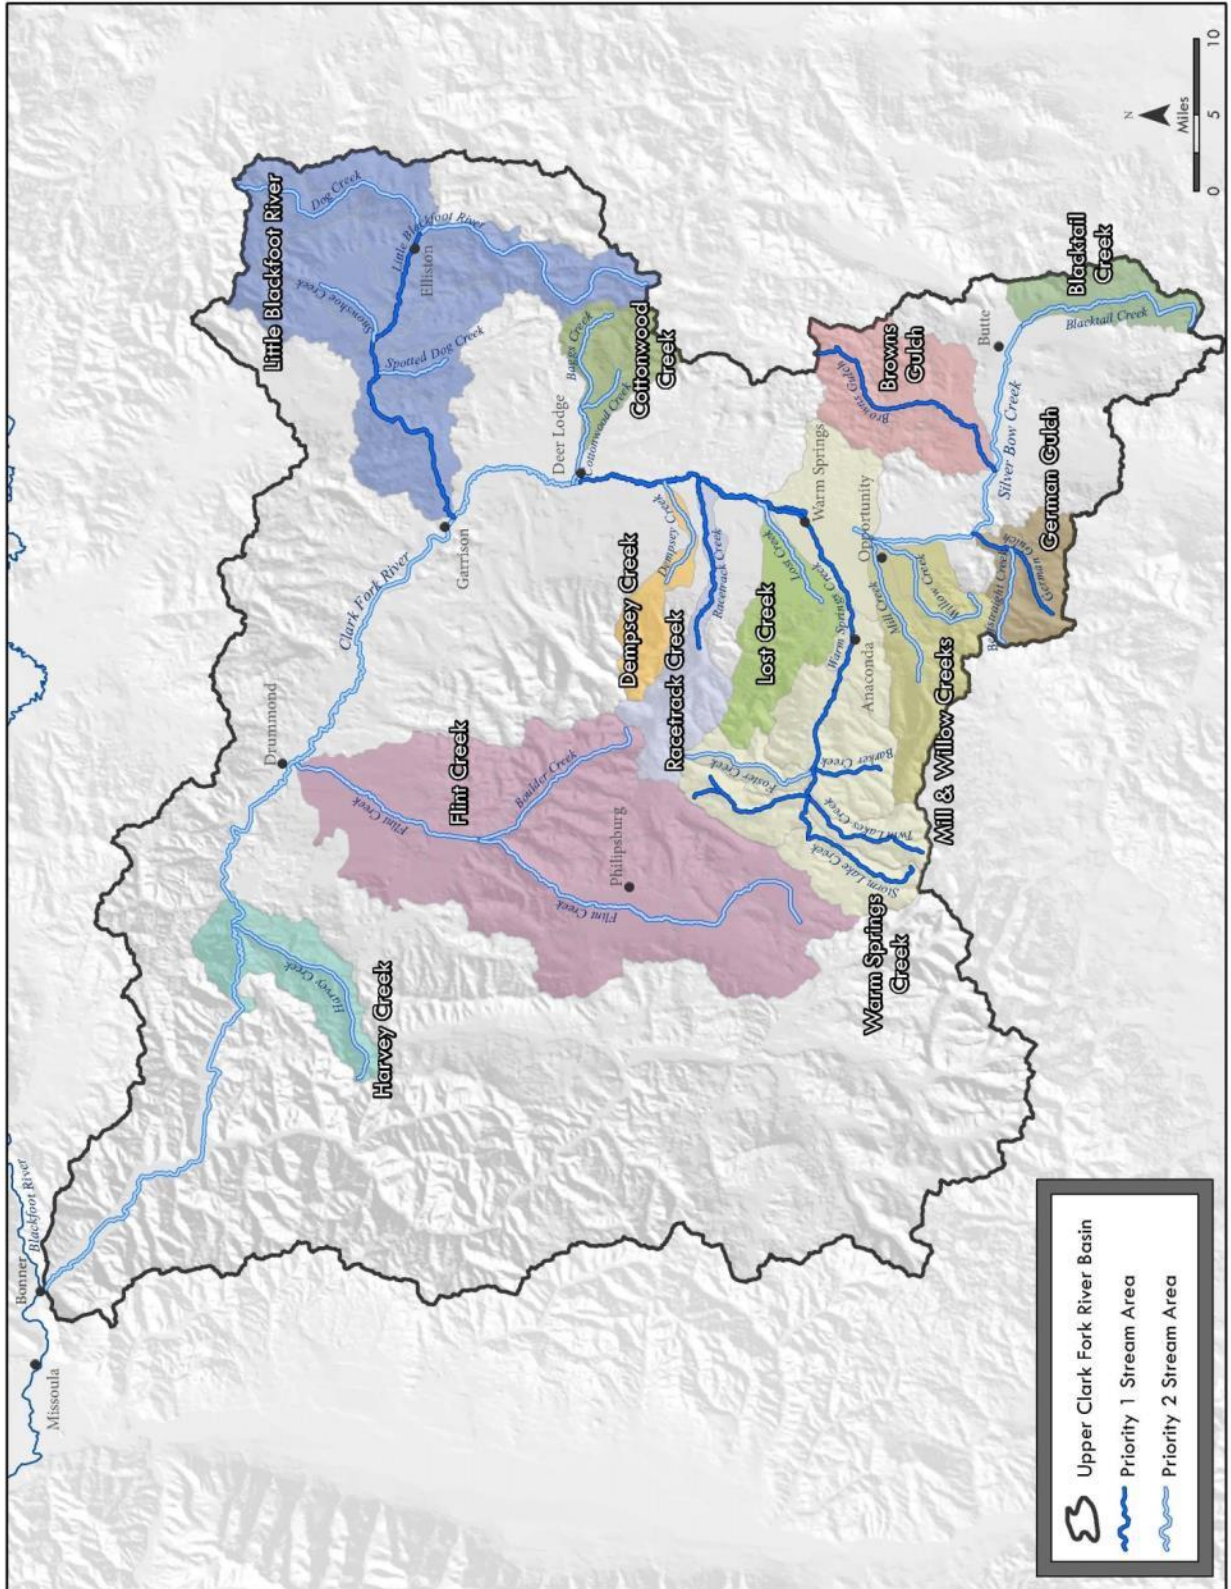 Missoula
Bonner
Blackfoot River
Harvey Creek
Harvey Creek
Drummond
Clark Fork River
Flint Creek
Flint Creek
Boulder Creek
Flint Creek
Philipsburg
Garrison
Little Blackfoot River
Snowshoe Creek
Dog Creek
Little Blackfoot River
Elliston
Spotted Dog Creek
Deer Lodge
Baggs Creek
Cottonwood Creek
Cottonwood
Creek
Dempsey Creek
Dempsey Creek
Racetrack Creek
Racetrack Creek
Lost Creek
Lost Creek
Warm Springs
Warm Springs Creek
Anaconda
Opportunity
Foster Creek
Barker Creek
Twin Lakes Creek
Storm Lake Creek
Warm Springs
Creek
Mill Creek
Willow Creek
Mill & Willow Creeks
Browns Gulch
Browns
Gulch
Butte
Silver Bow Creek
Blacktail Creek
Blacktail
Creek
German Gulch
German Gulch
Upper Clark Fork River Basin
Priority 1 Stream Area
Priority 2 Stream Area
N
Miles
0 5 10